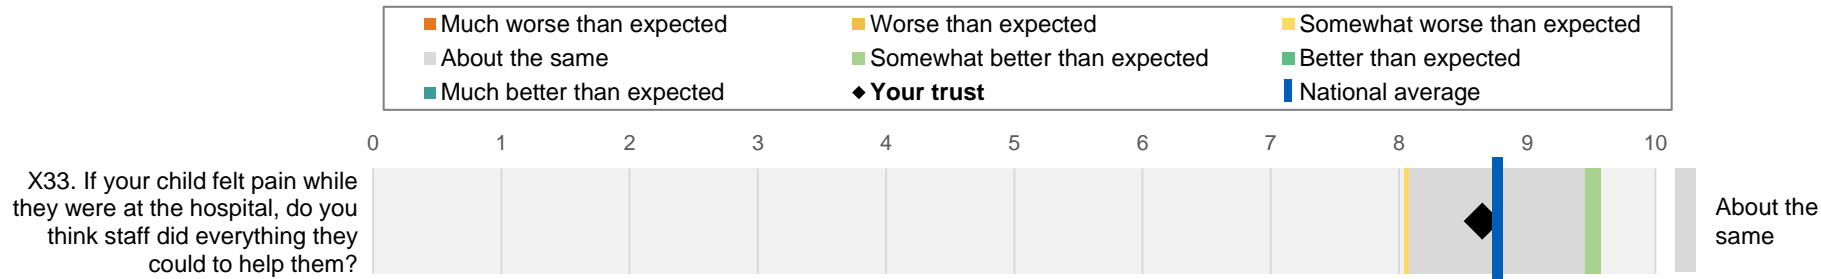 Much worse than expected
Worse than expected
Somewhat worse than expected
About the same
Somewhat better than expected
Better than expected
Much better than expected
Your trust
National average
0 1 2 3 4 5 6 7 8 9 10
X33. If your child felt pain while
they were at the hospital, do you
think staff did everything they
could to help them?
About the
same